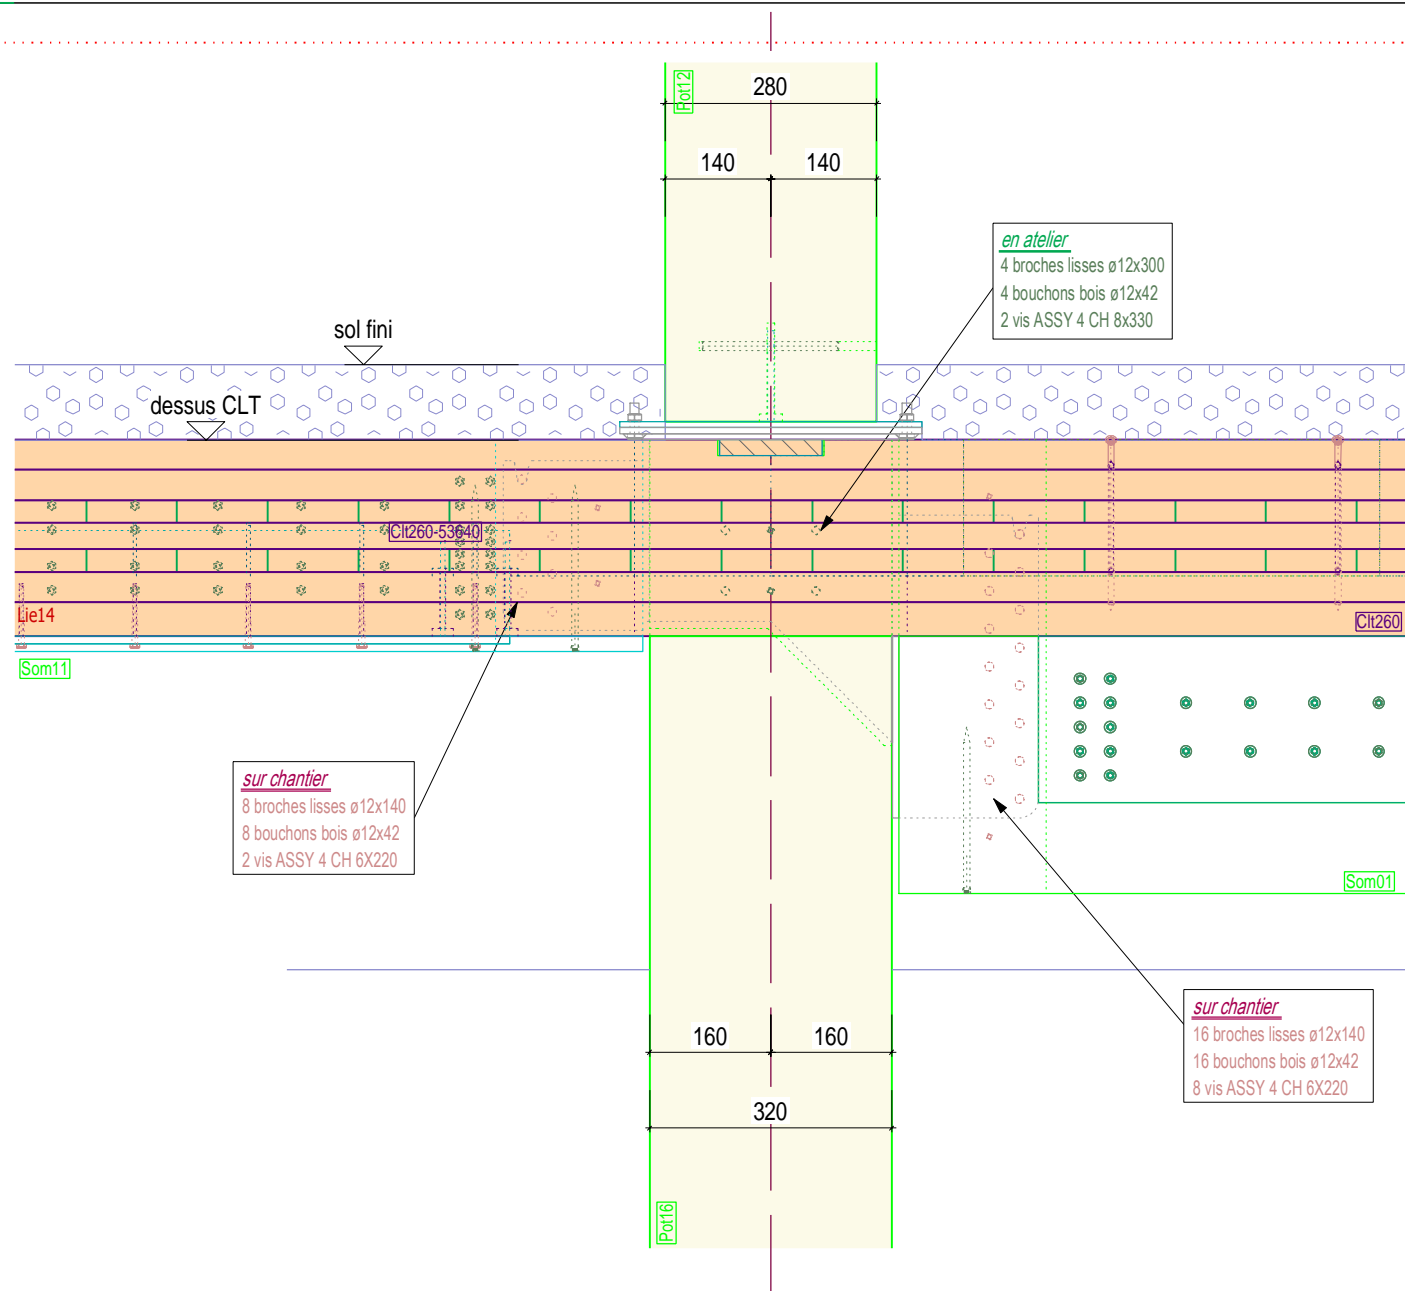 Pot12
280
140
140
en atelier
4 broches lisses ø12x300
4 bouchons bois ø12x42
2 vis ASSY 4 CH 8x330
sol fini
dessus CLT
Clt260-53640
Lie14
Clt260
Som11
sur chantier
8 broches lisses ø12x140
8 bouchons bois ø12x42
2 vis ASSY 4 CH 6X220
Som01
sur chantier
16 broches lisses ø12x140
16 bouchons bois ø12x42
8 vis ASSY 4 CH 6X220
160
160
320
Pot16